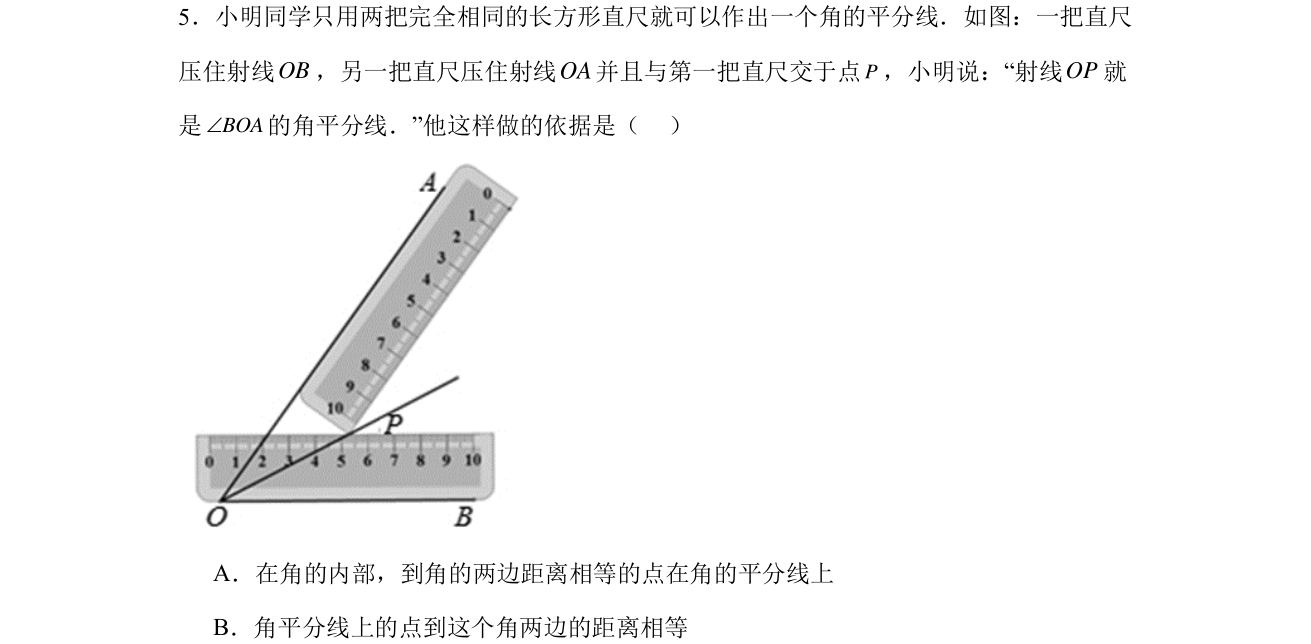 5．小明同学只用两把完全相同的长方形直尺就可以作出一个角的平分线．如图：一把直尺
压住射线OB，另一把直尺压住射线OA并且与第一把直尺交于点P，小明说：“射线OP就
是∠BOA的角平分线．”他这样做的依据是（ ）
A
0
1
2
3
4
5
6
7
8
9
10
P
0 1 2 3 4 5 6 7 8 9 10
O B
A．在角的内部，到角的两边距离相等的点在角的平分线上
B．角平分线上的点到这个角两边的距离相等